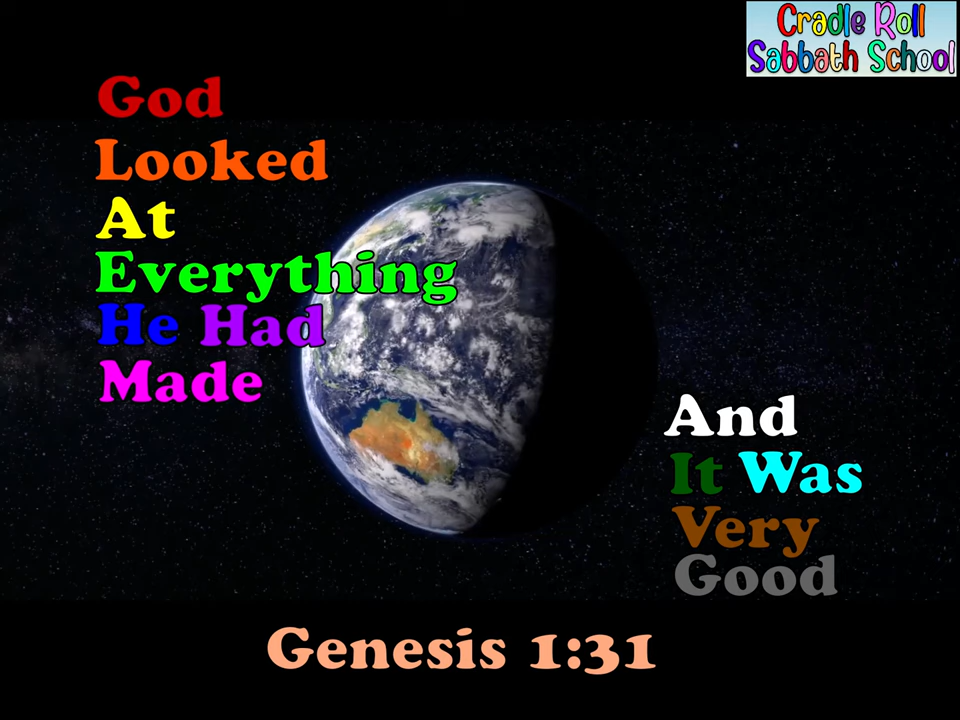 Cradle Roll
Sabbath School
God
Looked
At
Everything
He Had
Made
And
It Was
Very
Good
Genesis 1:31